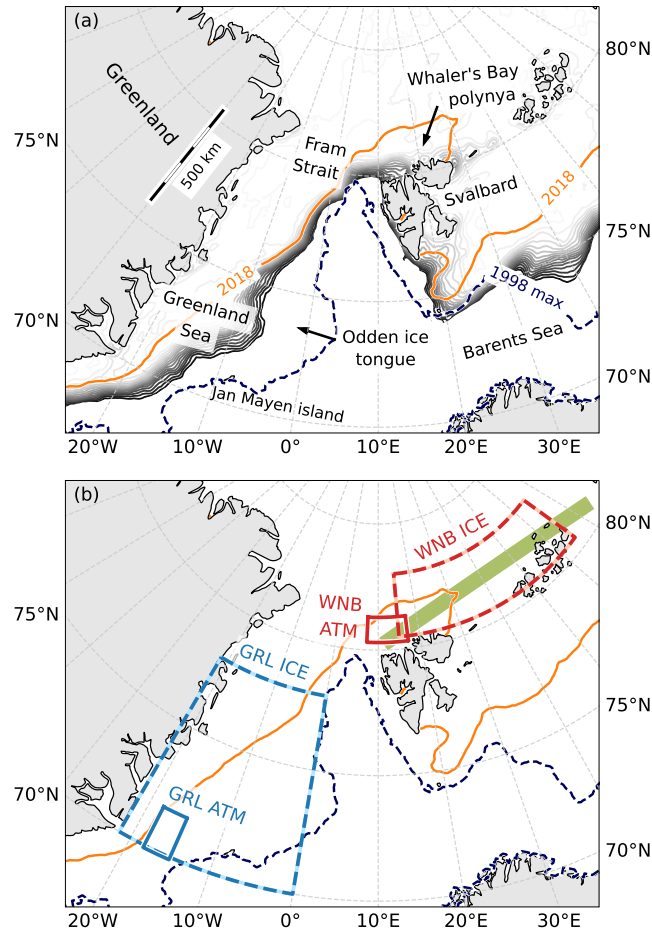 (a)
80°N
Whaler's Bay
polynya
Greenland
75°N
Fram
Strait
500 km
Svalbard
2018
75°N
2018
1998 max
Greenland
Sea
70°N
Odden ice
tongue
Barents Sea
70°N
Jan Mayen island
20°W
10°W
0°
10°E
20°E
30°E
(b)
80°N
WNB ICE
WNB
ATM
75°N
GRL ICE
75°N
70°N
GRL ATM
70°N
20°W
10°W
0°
10°E
20°E
30°E